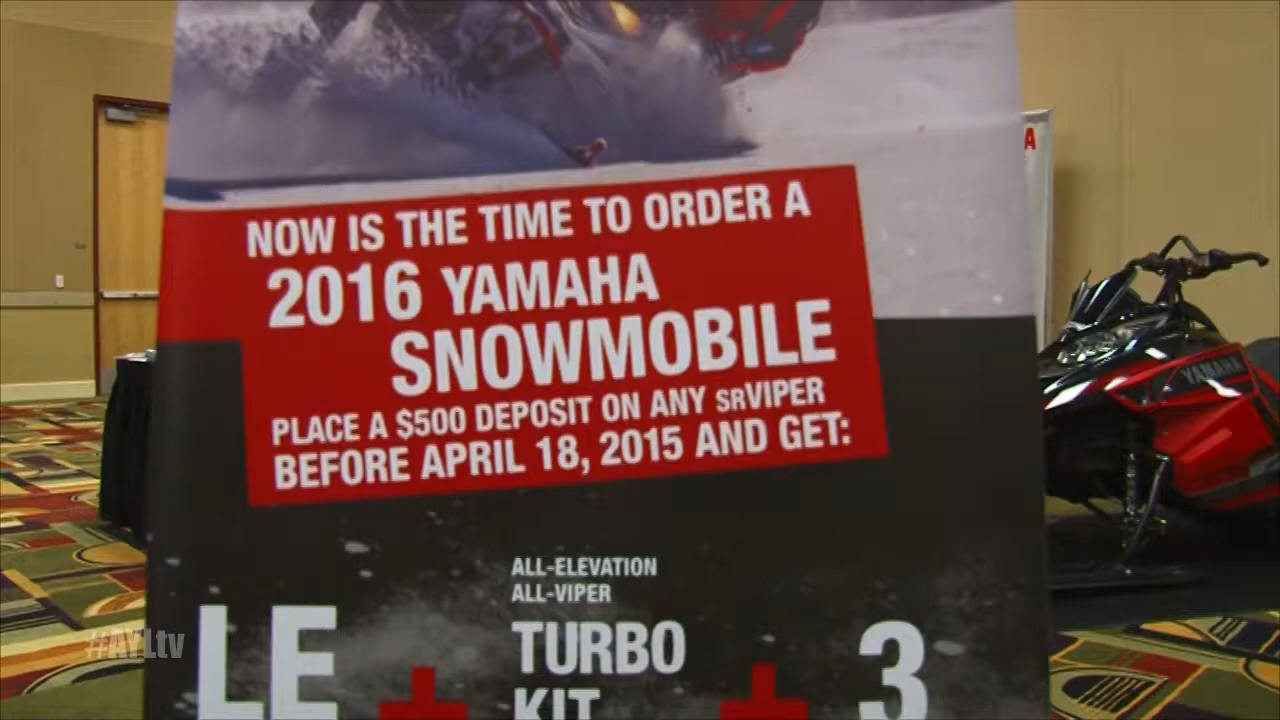 A
NOW IS THE TIME TO ORDER A
2016 YAMAHA
SNOWMOBILE
PLACE A $500 DEPOSIT ON ANY SRVIPER
BEFORE APRIL 18, 2015 AND GET:
YAMAHA
ALL-ELEVATION
ALL-VIPER
LE + TURBO + 3
KIT
#AYLtv